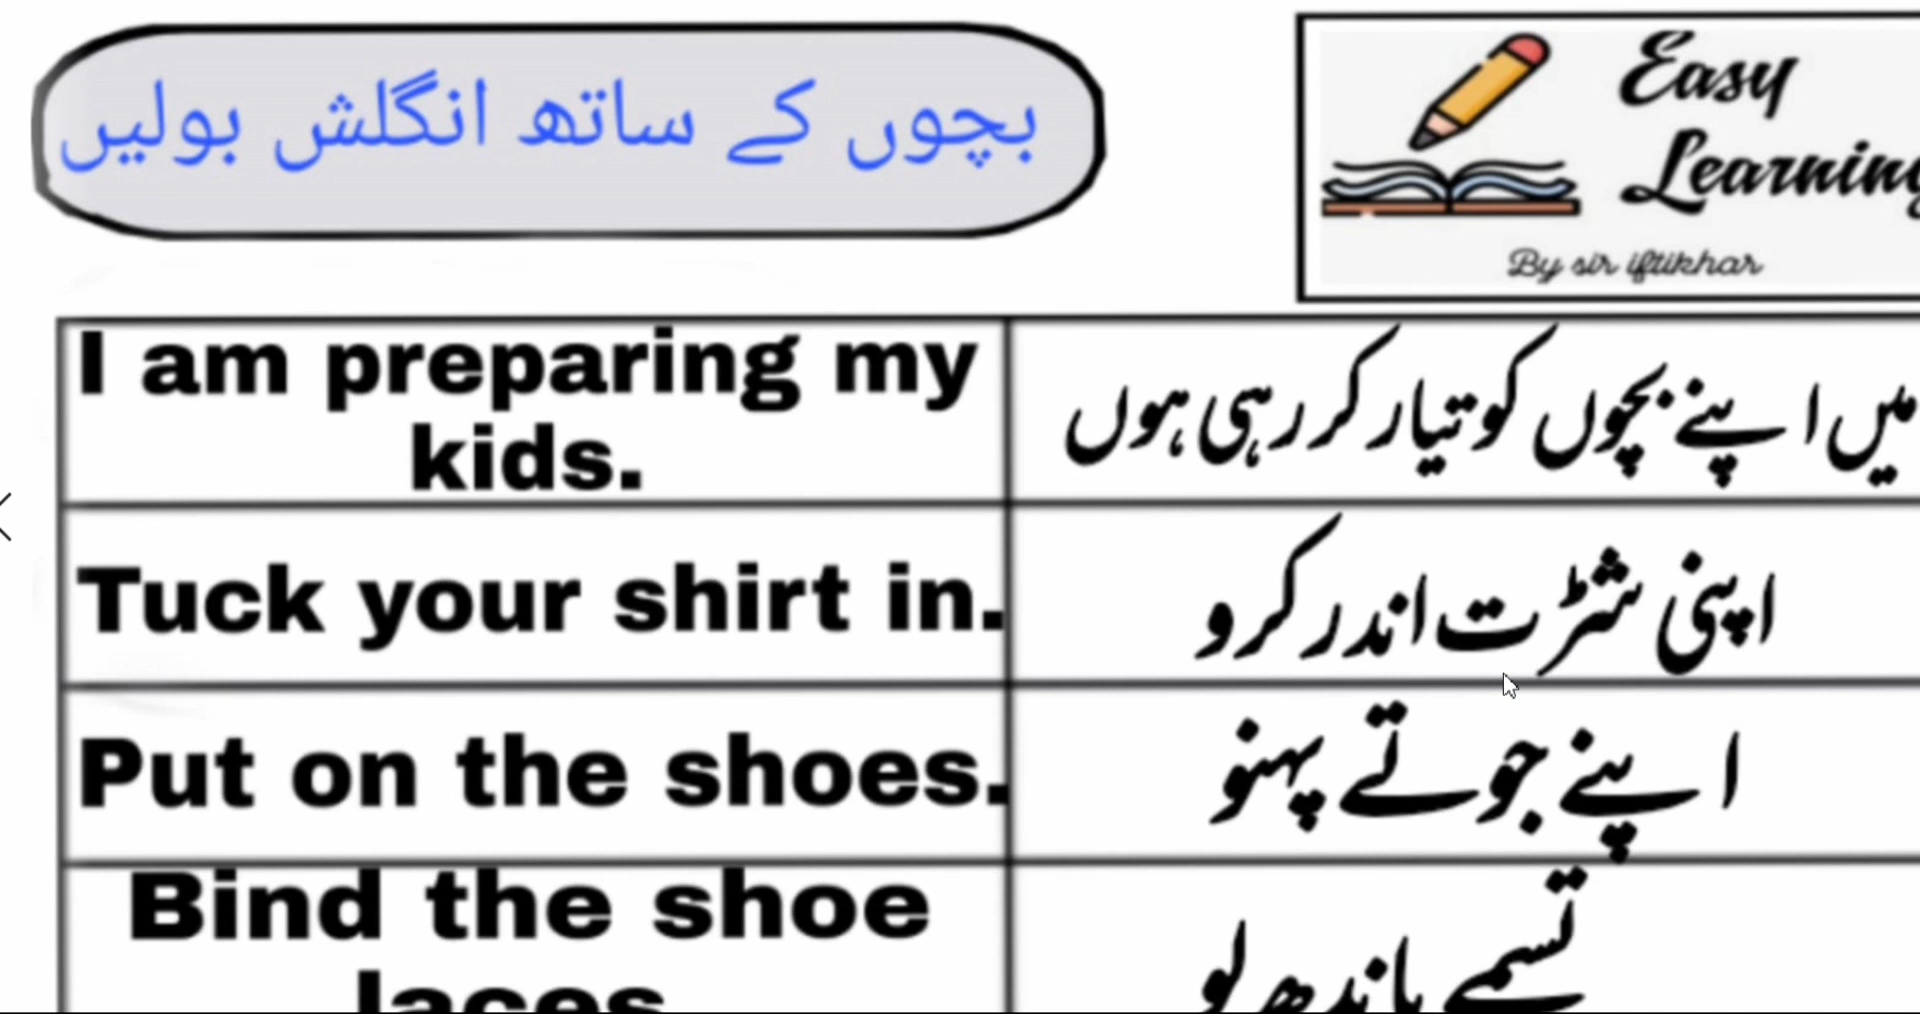 بچوں کے ساتھ انگلش بولیں
Easy
Learning
By sir iftikhar
I am preparing my
kids.
میں اپنے بچوں کو تیار کر رہی ہوں
Tuck your shirt in.
اپنی شرٹ اندر کرو
Put on the shoes.
اپنے جوتے پہنو
Bind the shoe
laces
تسمے باندھ لو